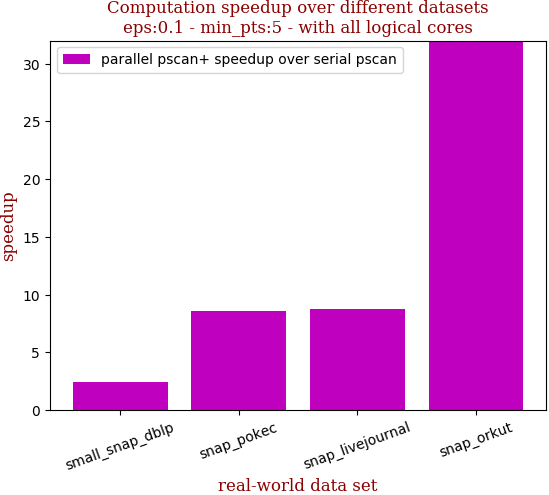 Computation speedup over different datasets
eps:0.1 - min_pts:5 - with all logical cores
parallel pscan+ speedup over serial pscan
30
25
20
15
10
5
0
speedup
small_snap_dblp
snap_pokec
snap_livejournal
snap_orkut
real-world data set